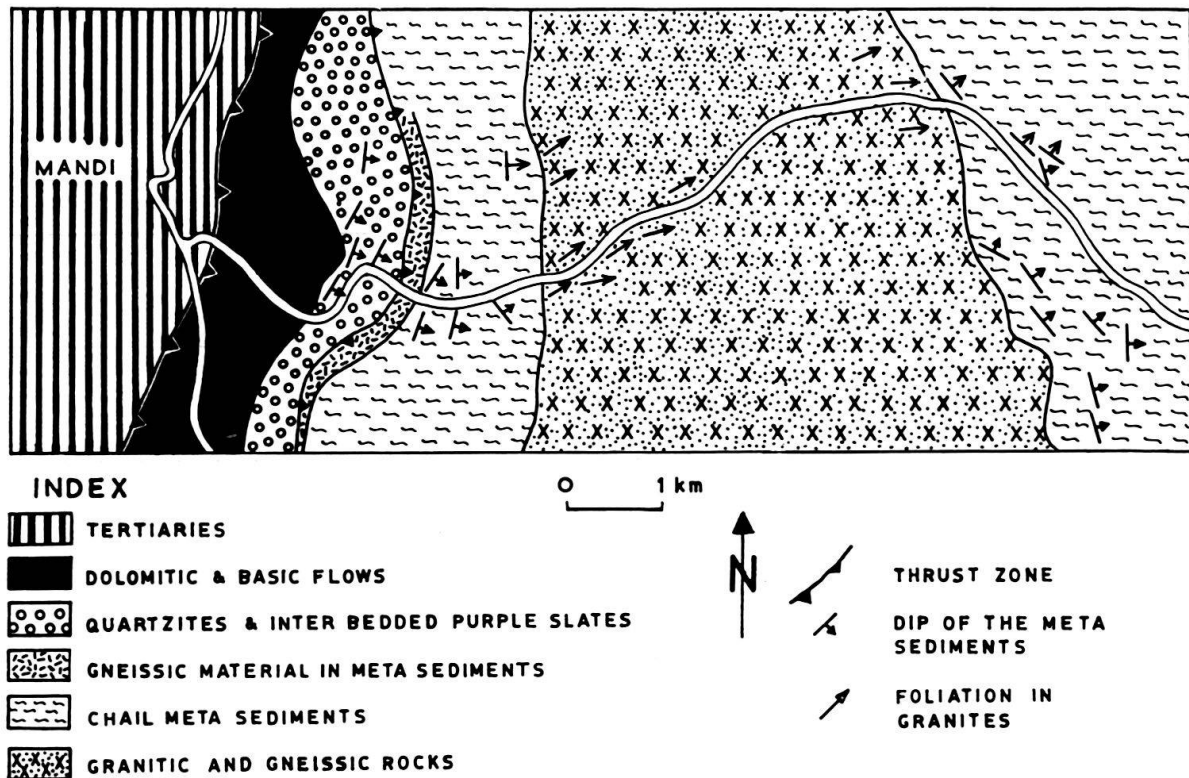 MANDI
INDEX
O 1 km
TERTIARIES
DOLOMITIC & BASIC FLOWS
QUARTZITES & INTER BEDDED PURPLE SLATES
GNEISSIC MATERIAL IN META SEDIMENTS
CHAIL META SEDIMENTS
GRANITIC AND GNEISSIC ROCKS
N
THRUST ZONE
DIP OF THE META
SEDIMENTS
FOLIATION IN
GRANITES